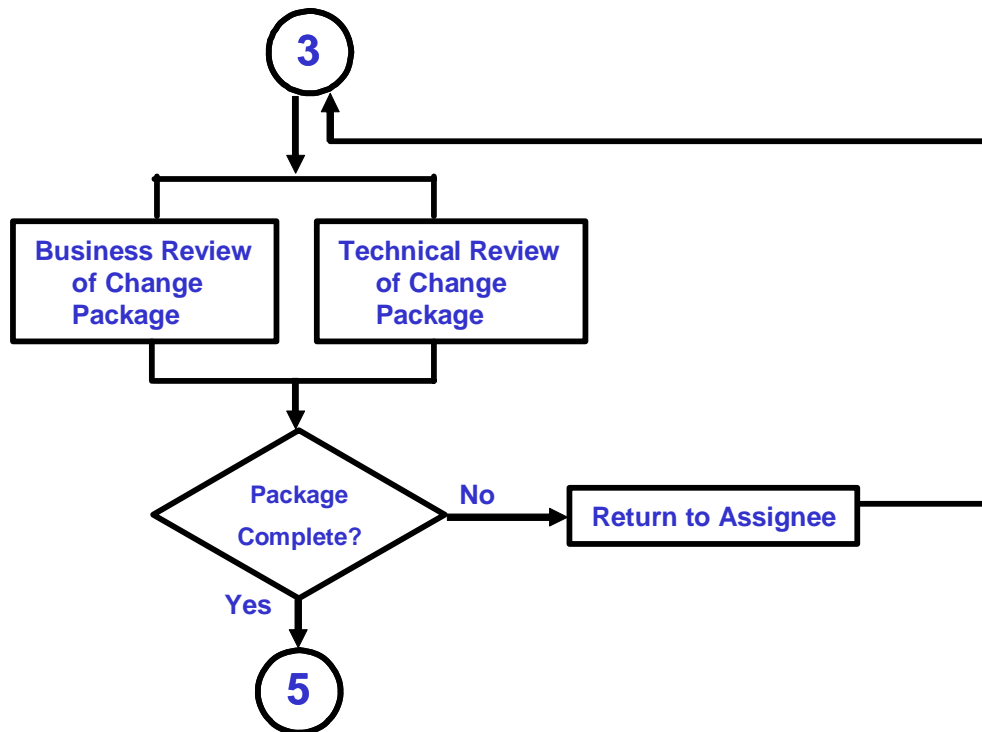 3
Business Review
of Change
Package
Technical Review
of Change
Package
Package
Complete?
No
Return to Assignee
Yes
5